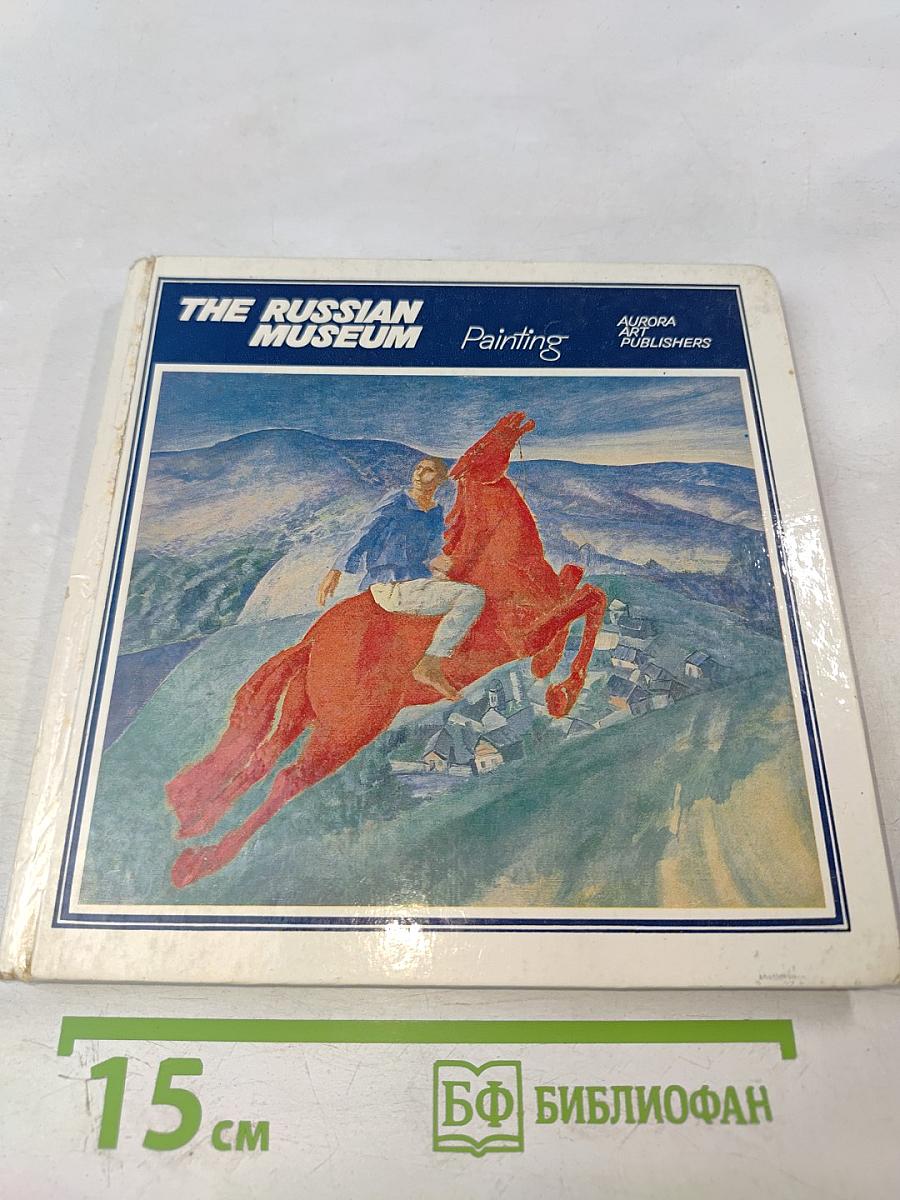 THE RUSSIAN
MUSEUM
Painting
AURORA
ART
PUBLISHERS
15 см
БФ БИБЛИОФАН